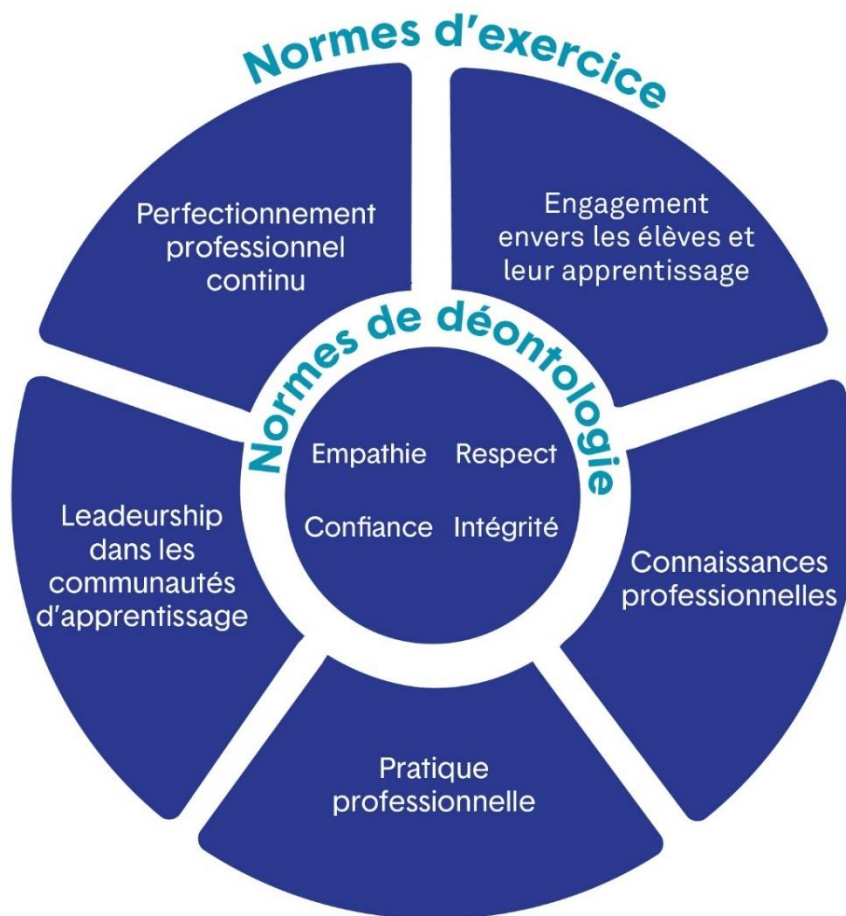 Normes d'exercice
Perfectionnement
professionnel
continu
Engagement
envers les élèves et
leur apprentissage
Normes de déontologie
Empathie Respect
Confiance Intégrité
Leadeurship
dans les
communautés
d'apprentissage
Connaissances
professionnelles
Pratique
professionnelle